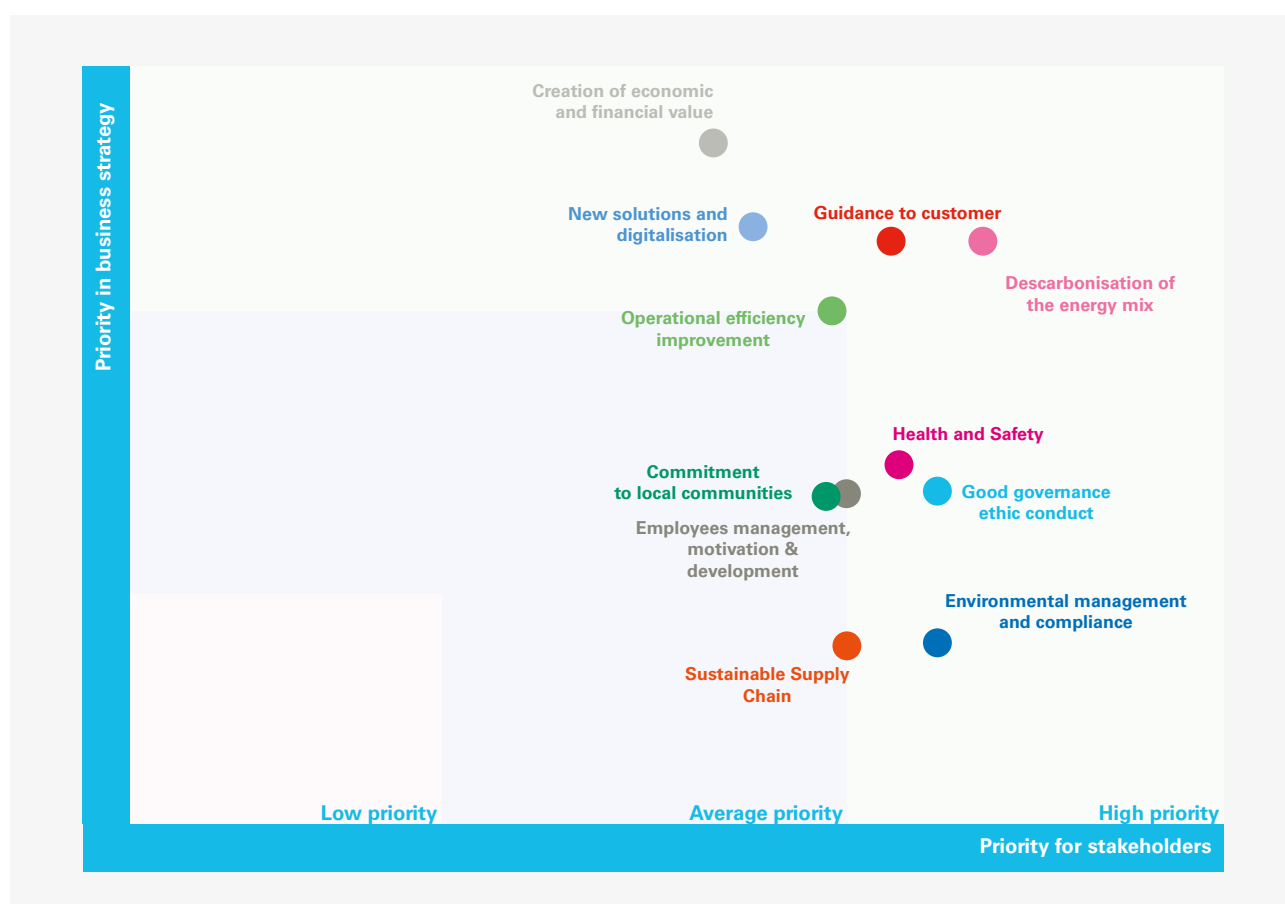 Priority in business strategy
Creation of economic
and financial value
New solutions and
digitalisation
Guidance to customer
Descarbonisation of
the energy mix
Operational efficiency
improvement
Health and Safety
Commitment
to local communities
Good governance
ethic conduct
Employees management,
motivation &
development
Environmental management
and compliance
Sustainable Supply
Chain
Low priority
Average priority
High priority
Priority for stakeholders